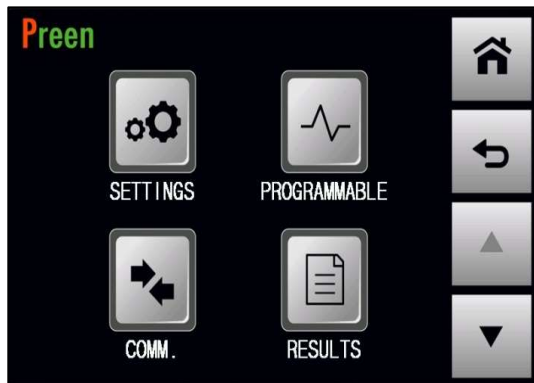 Preen
SETTINGS
PROGRAMMABLE
COMM.
RESULTS